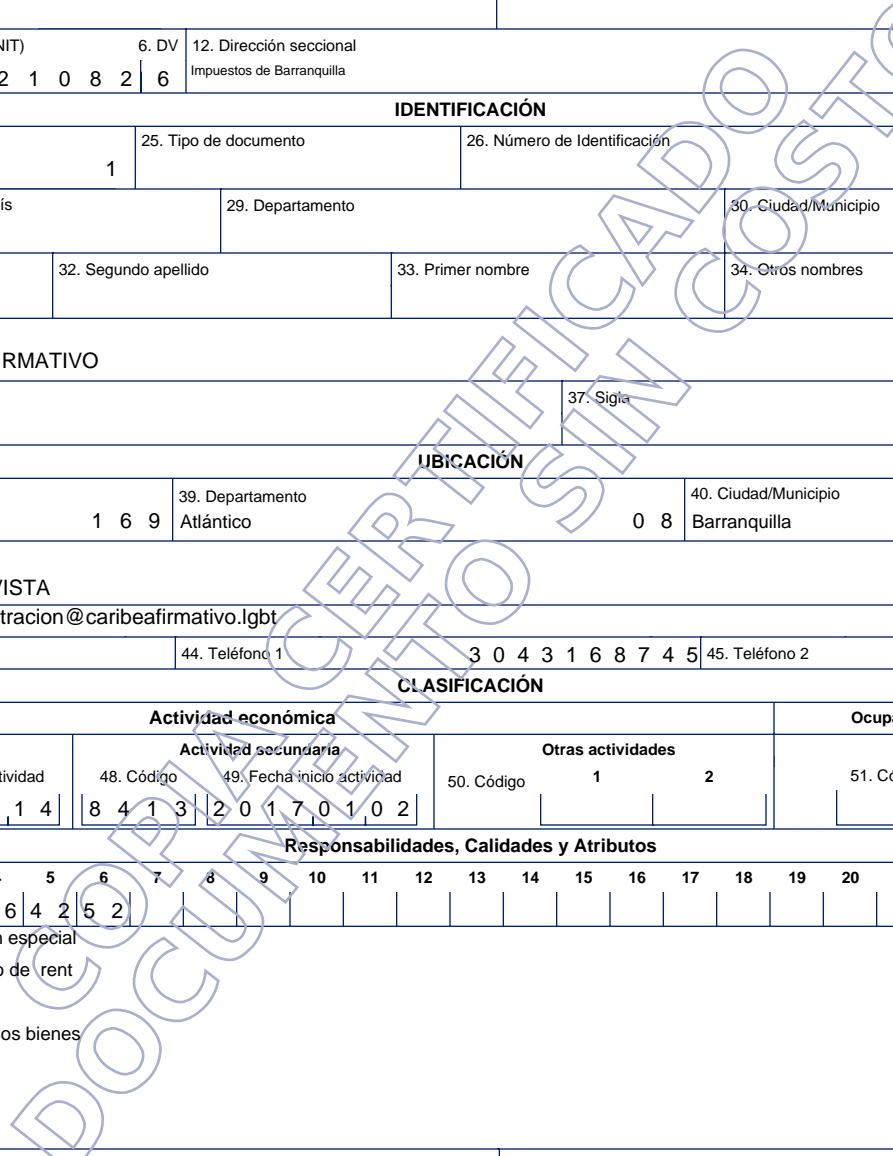 NIT) 6. DV 12. Dirección seccional
2 1 0 8 2 6 Impuestos de Barranquilla
IDENTIFICACIÓN
25. Tipo de documento 26. Número de Identificación
1
ís 29. Departamento 30. Ciudad/Municipio
32. Segundo apellido 33. Primer nombre 34. Otros nombres
RMATIVO
37. Sigla
UBICACIÓN
39. Departamento 40. Ciudad/Municipio
1 6 9 Atlántico 0 8 Barranquilla
VISTA
tracion@caribeafirmativo.lgbt
44. Teléfono 1 3 0 4 3 1 6 8 7 4 5 45. Teléfono 2
CLASIFICACIÓN
Actividad económica Ocupa
Actividad secundaria Otras actividades
tividad 48. Código 49. Fecha inicio actividad 50. Código 1 2 51. Có
1 4 8 4 1 3 2 0 1 7 0 1 0 2
Responsabilidades, Calidades y Atributos
5 6 7 8 9 10 11 12 13 14 15 16 17 18 19 20
6 4 2 5 2
n especial
o de rent
os bienes
COPIA CERTIFICADO
DOCUMENTO SIN COSTO